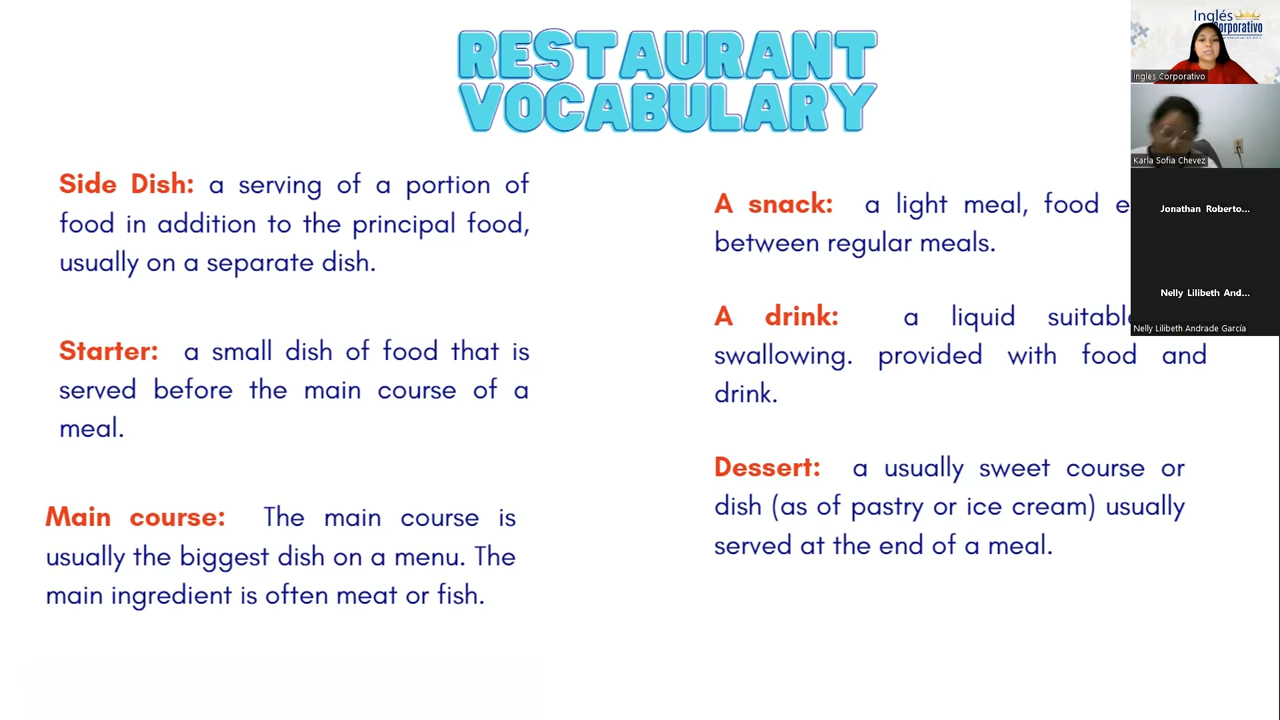 RESTAURANT
VOCABULARY
Side Dish: a serving of a portion of
food in addition to the principal food,
usually on a separate dish.
Starter: a small dish of food that is
served before the main course of a
meal.
Main course: The main course is
usually the biggest dish on a menu. The
main ingredient is often meat or fish.
A snack: a light meal, food
between regular meals.
A drink: a liquid suitable
swallowing. provided with food and
drink.
Dessert: a usually sweet course or
dish (as of pastry or ice cream) usually
served at the end of a meal.
Inglés
Corporativo
Ingles Corporativo
Karla Sofia Chevez
Jonathan Roberto...
Nelly Lilibeth And...
Nelly Lilibeth Andrade García